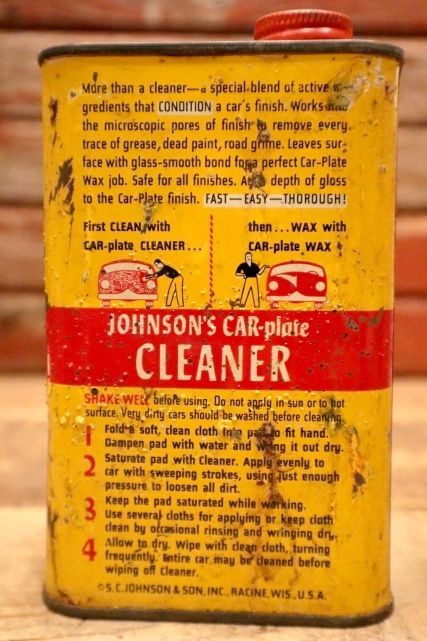 More than a cleaner—a special blend of active in-
gredients that CONDITION a car's finish. Works into
the microscopic pores of finish to remove every
trace of grease, dead paint, road grime. Leaves sur-
face with glass-smooth bond for a perfect Car-Plate
Wax job. Safe for all finishes. Adds depth of gloss
to the Car-Plate finish. FAST—EASY—THOROUGH!
First CLEAN with
CAR-plate CLEANER...
then...WAX with
CAR-plate WAX
JOHNSON'S CAR-plate
CLEANER
SHAKE WELL before using. Do not apply in sun or to hot
surface. Very dirty cars should be washed before cleaning.
1 Fold a soft, clean cloth into pad to fit hand.
Dampen pad with water and wring it out dry.
2 Saturate pad with Cleaner. Apply evenly to
car with sweeping strokes, using just enough
pressure to loosen all dirt.
3 Keep the pad saturated while working.
Use several cloths for applying or keep cloth
clean by occasional rinsing and wringing dry.
4 Allow to dry. Wipe with clean cloth, turning
frequently. Entire car may be cleaned before
wiping off Cleaner.
© S. C. JOHNSON & SON, INC., RACINE, WIS., U.S.A.